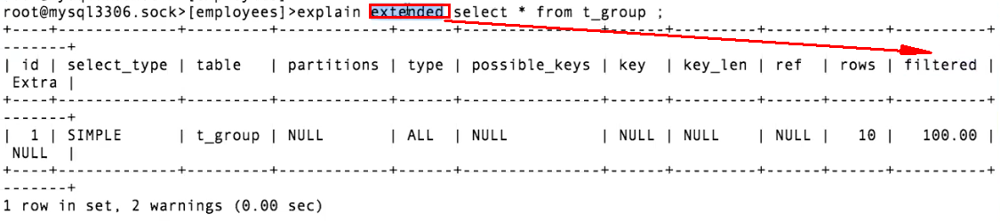 root@mysql3306.sock>[employees]>explain extended select * from t_group ;
+----+-------------+---------+------------+------+---------------+------+---------+------+------+----------+
-------+
| id | select_type | table   | partitions | type | possible_keys | key  | key_len | ref  | rows | filtered |
 Extra |
+----+-------------+---------+------------+------+---------------+------+---------+------+------+----------+
-------+
|  1 | SIMPLE      | t_group | NULL       | ALL  | NULL          | NULL | NULL    | NULL |   10 |   100.00 |
 NULL  |
+----+-------------+---------+------------+------+---------------+------+---------+------+------+----------+
-------+
1 row in set, 2 warnings (0.00 sec)